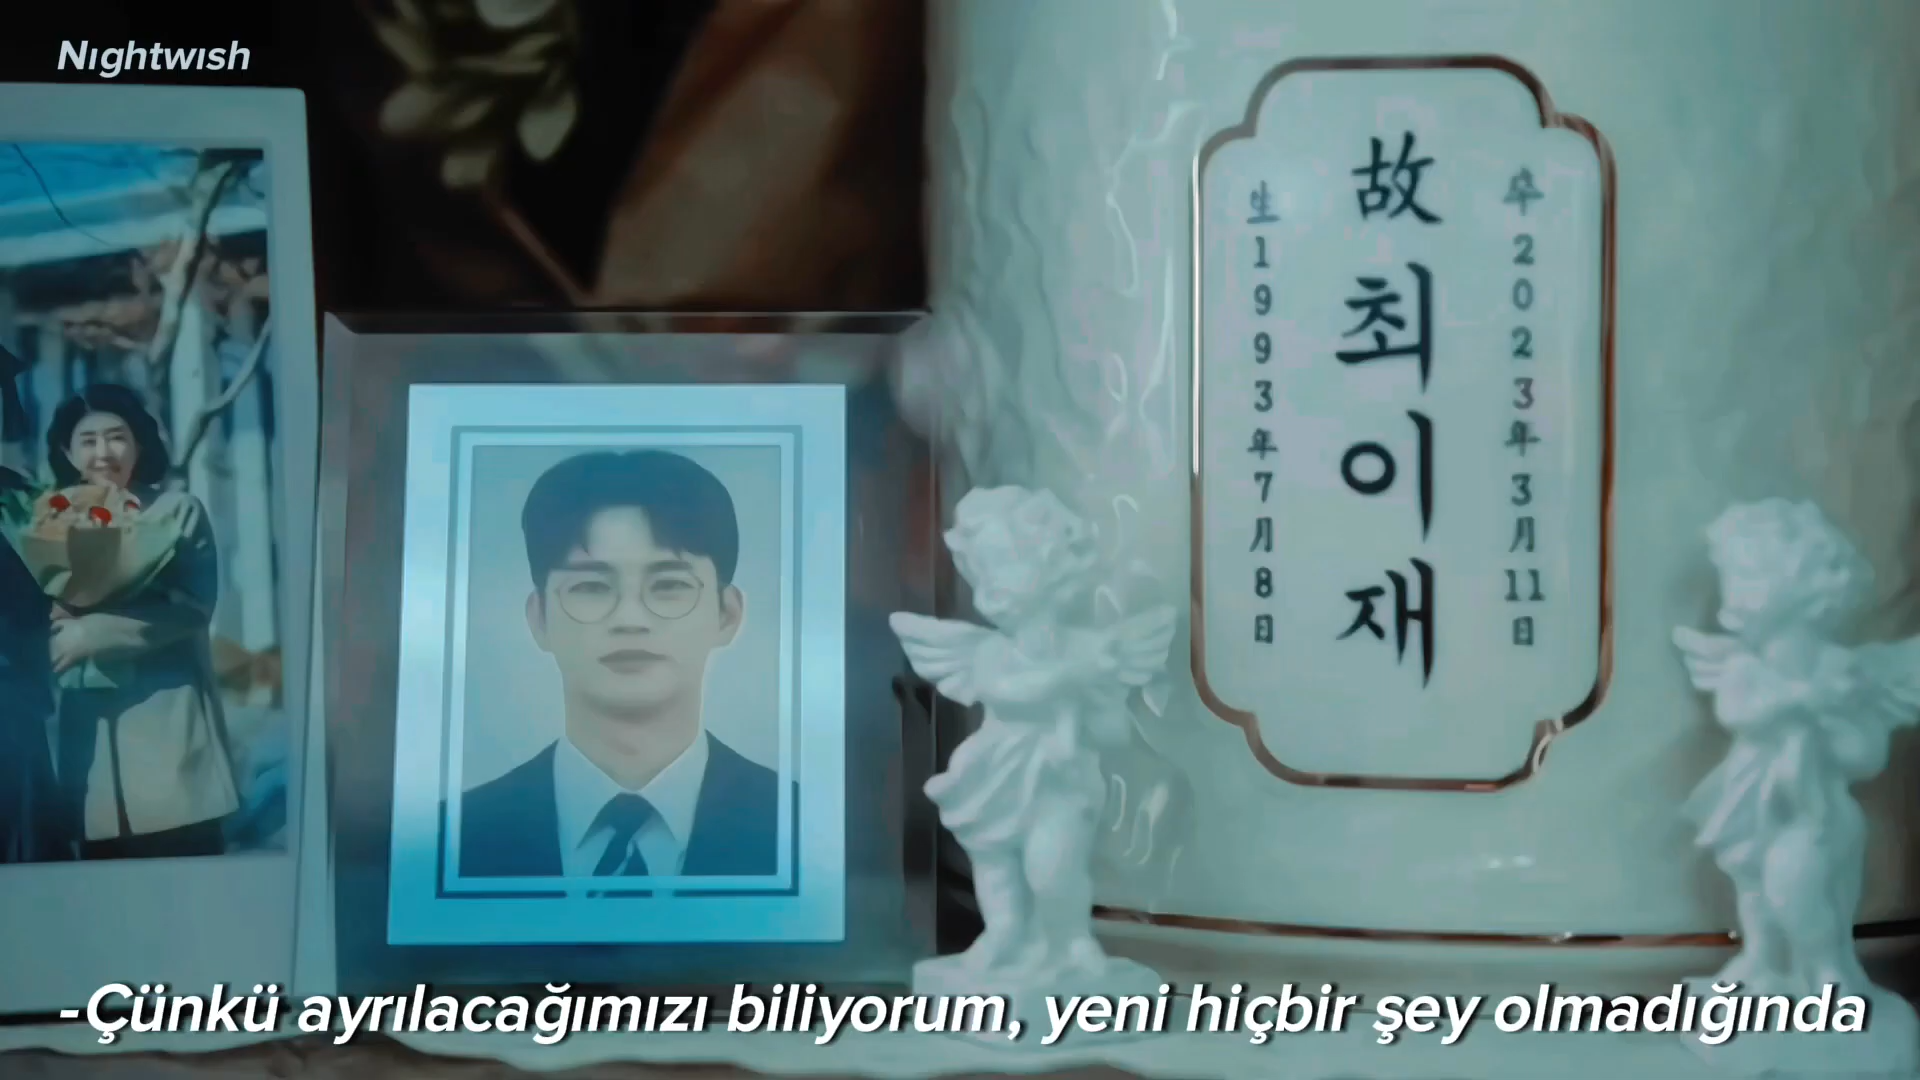 Nightwish
生1993年7月8日
故최이재
卒2023年3月11日
-Çünkü ayrılacağımızı biliyorum, yeni hiçbir şey olmadığında